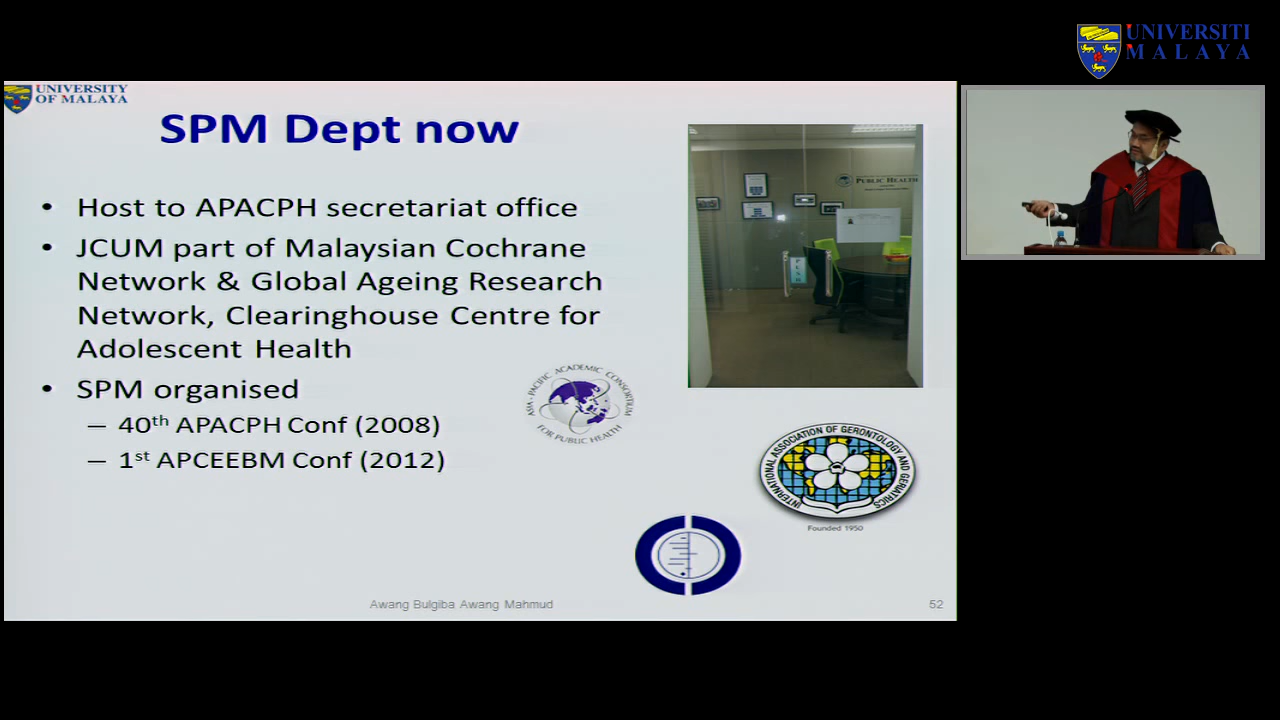 UNIVERSITI
MALAYA
UNIVERSITY
OF MALAYA
SPM Dept now
• Host to APACPH secretariat office
• JCUM part of Malaysian Cochrane
Network & Global Ageing Research
Network, Clearinghouse Centre for
Adolescent Health
• SPM organised
– 40th APACPH Conf (2008)
– 1st APCEEBM Conf (2012)
PUBLIC HEALTH
ASIA-PACIFIC ACADEMIC CONSORTIUM
FOR PUBLIC HEALTH
INTERNATIONAL ASSOCIATION OF GERONTOLOGY AND GERIATRICS
Founded 1950
Awang Bulgiba Awang Mahmud
52